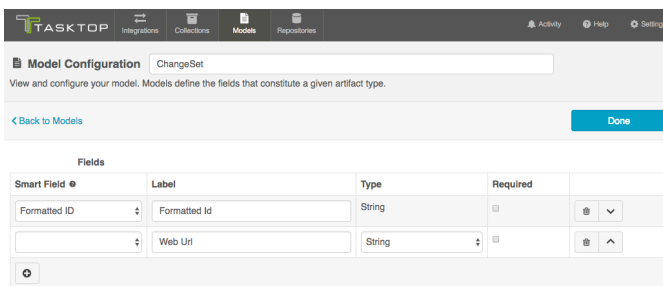 TASKTOP
Integrations
Collections
Models
Repositories
Activity
Help
Setting
Model Configuration
ChangeSet
View and configure your model. Models define the fields that constitute a given artifact type.
Back to Models
Done
Fields
Smart Field
Label
Type
Required
Formatted ID
Formatted Id
String
Web Url
String